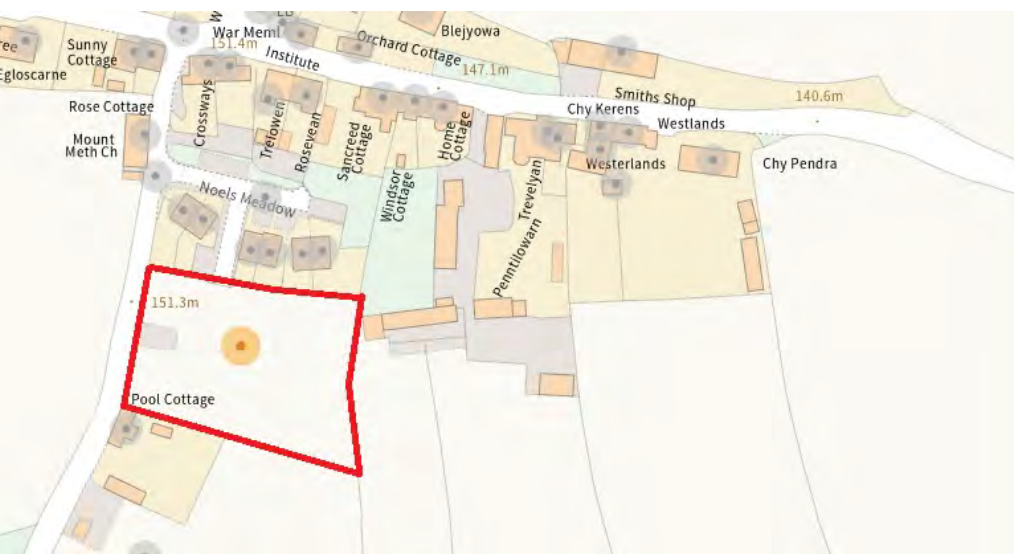 LB
War Meml
151.4m
Institute
Orchard Cottage
Blejyowa
147.1m
Sunny
Cottage
Egloscarne
Rose Cottage
Mount
Meth Ch
Crossways
Trelowen
Rosevean
Sancreed
Cottage
Windsor
Cottage
Home
Cottage
Noels Meadow
Smiths Shop
Chy Kerens
Westlands
140.6m
Westerlands
Chy Pendra
Trevelyan
Penntilowarn
151.3m
Pool Cottage